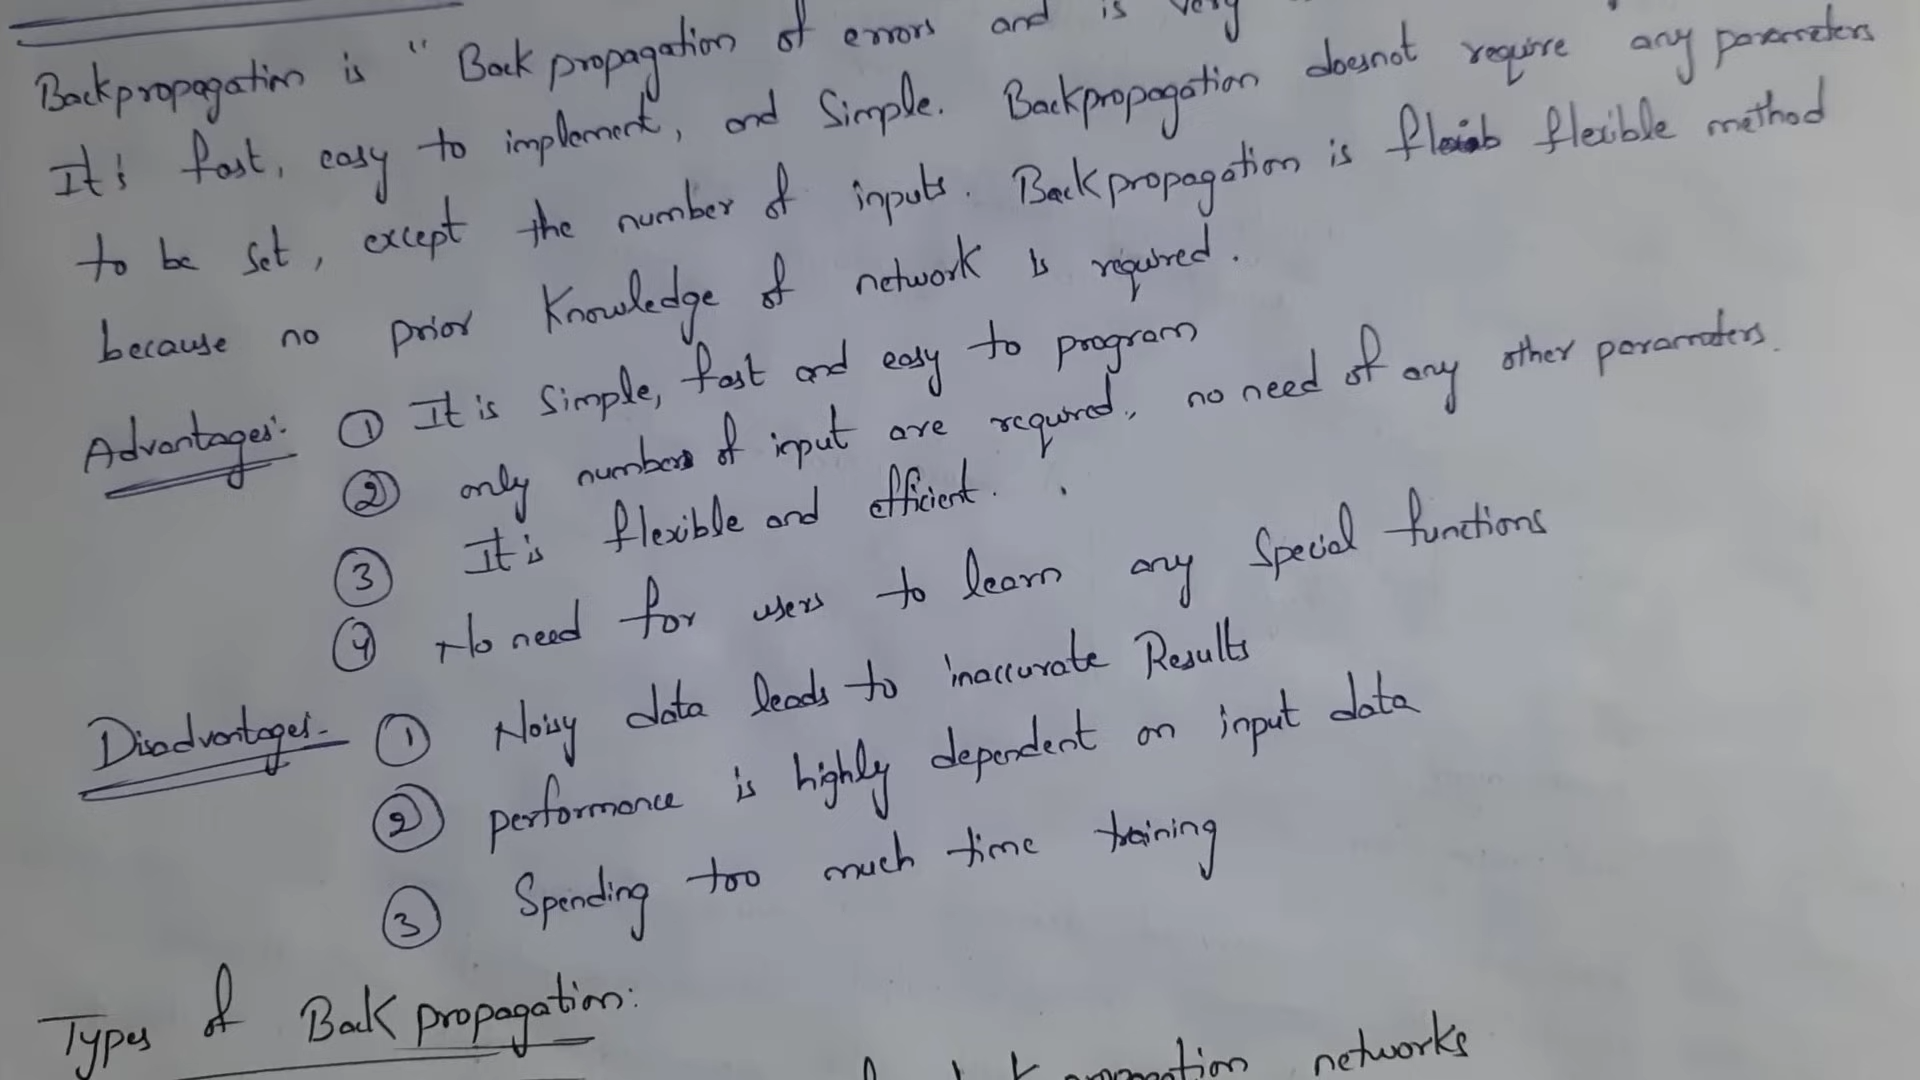 Backpropagation is " Back propagation of errors and is very
It is fast, easy to implement, and Simple. Backpropagation doesnot require any parameters
to be set, except the number of inputs. Backpropagation is flexible method
because no prior Knowledge of network is required.
Advantages:- ① It is simple, fast and easy to program
② only numbers of input are required, no need of any other parameters.
③ It is flexible and efficient.
④ No need for users to learn any Special functions
Disadvantages:- ① Noisy data leads to inaccurate Results
② performance is highly dependent on input data
③ Spending too much time training
Types of Back propagation:
networks